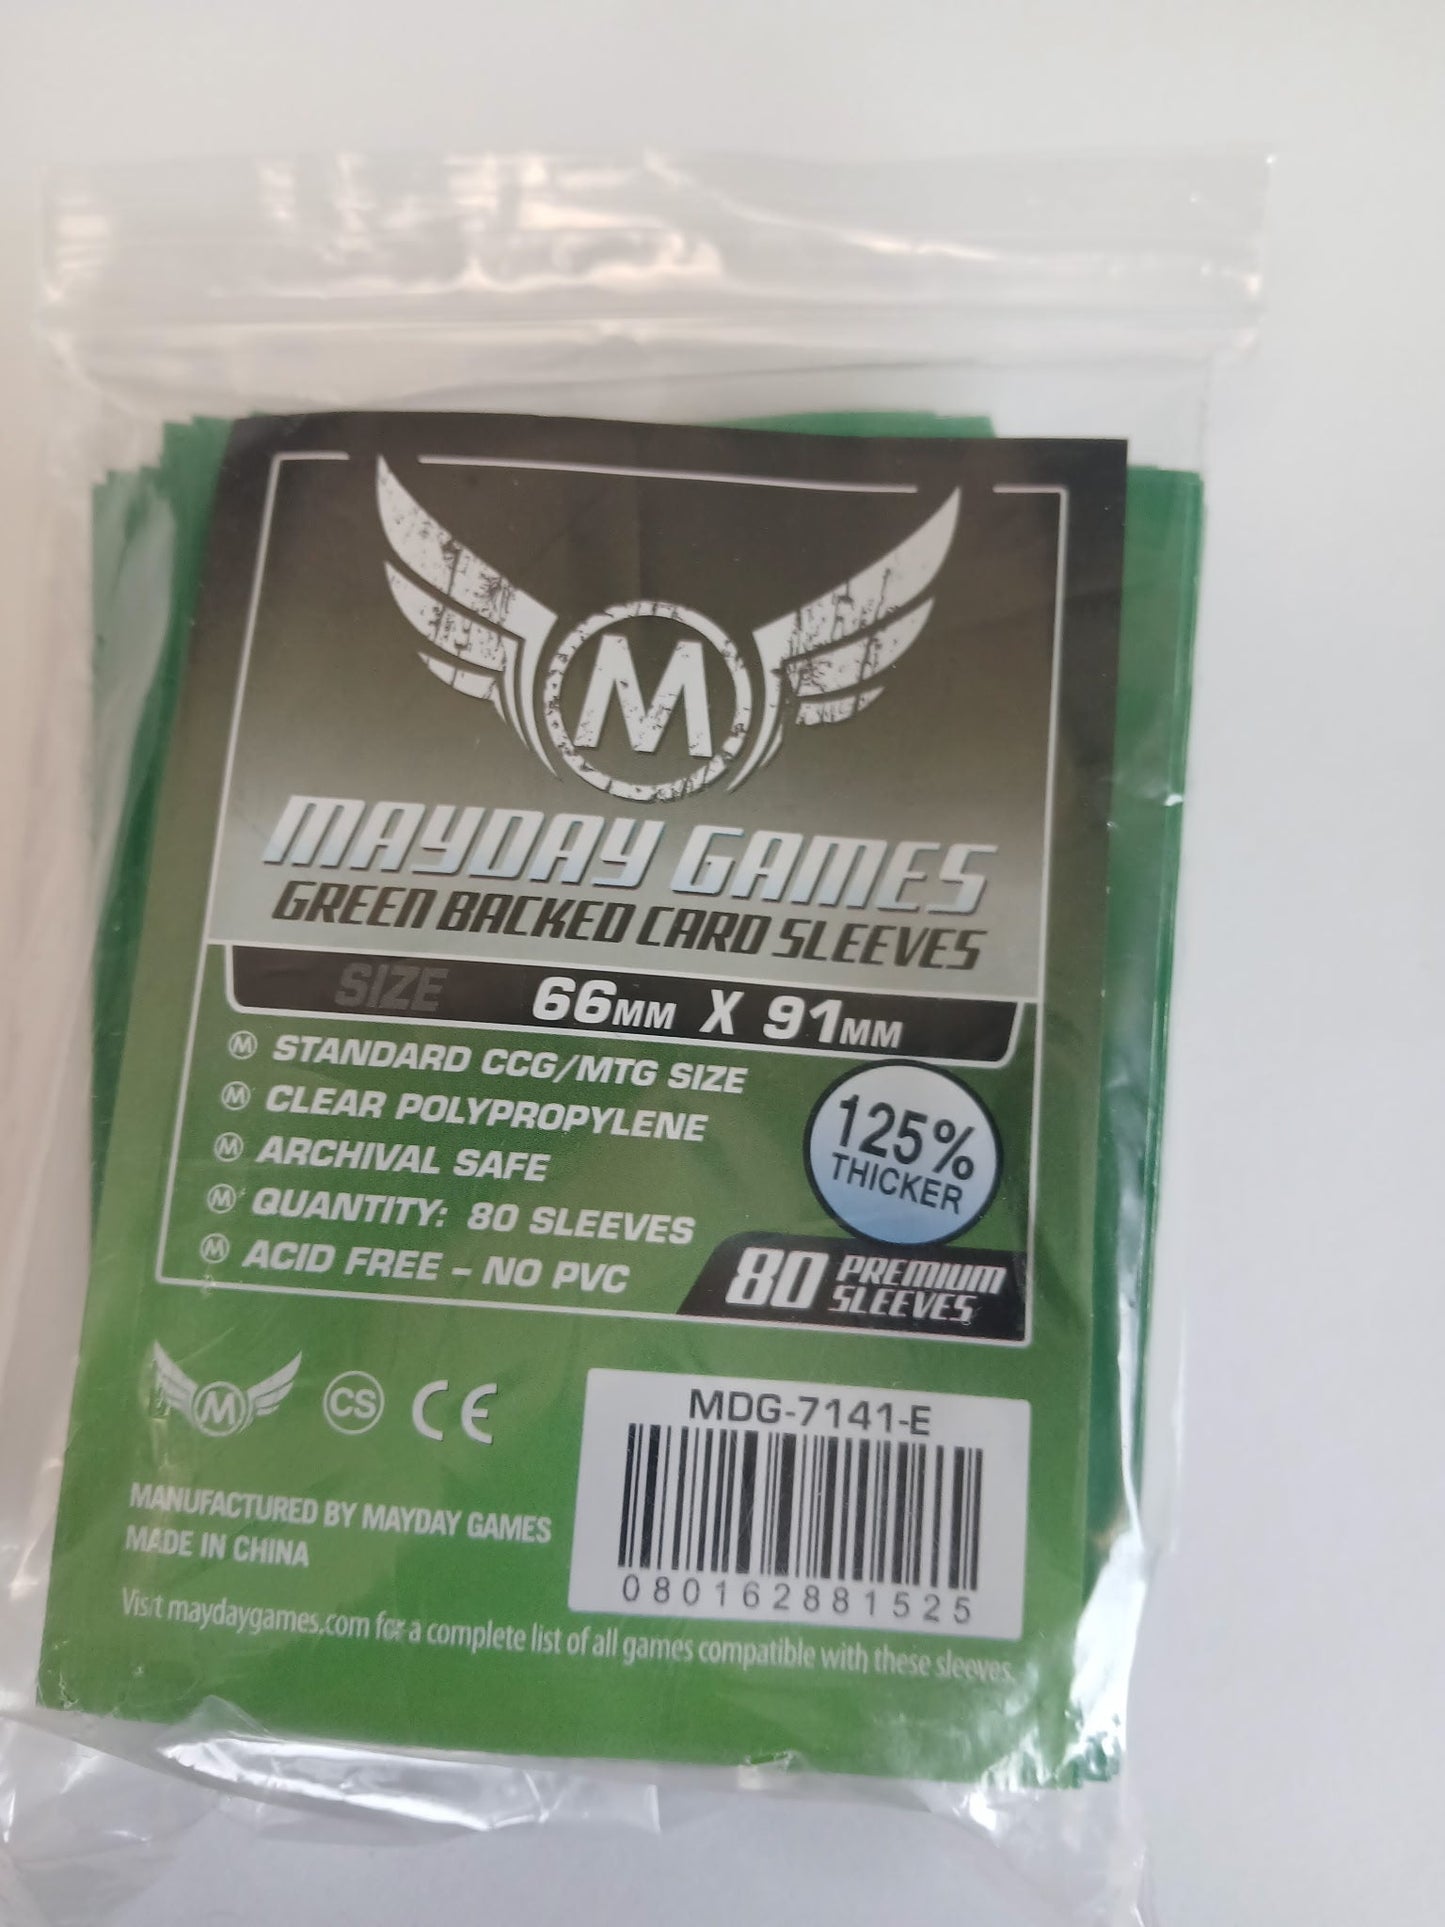 M
MAYDAY GAMES
GREEN BACKED CARD SLEEVES
SIZE 66MM X 91MM
M STANDARD CCG/MTG SIZE
M CLEAR POLYPROPYLENE
M ARCHIVAL SAFE
M QUANTITY: 80 SLEEVES
M ACID FREE – NO PVC
125%
THICKER
80 PREMIUM
SLEEVES
M CS CE
MANUFACTURED BY MAYDAY GAMES
MADE IN CHINA
MDG-7141-E
080162881525
Visit maydaygames.com for a complete list of all games compatible with these sleeves.